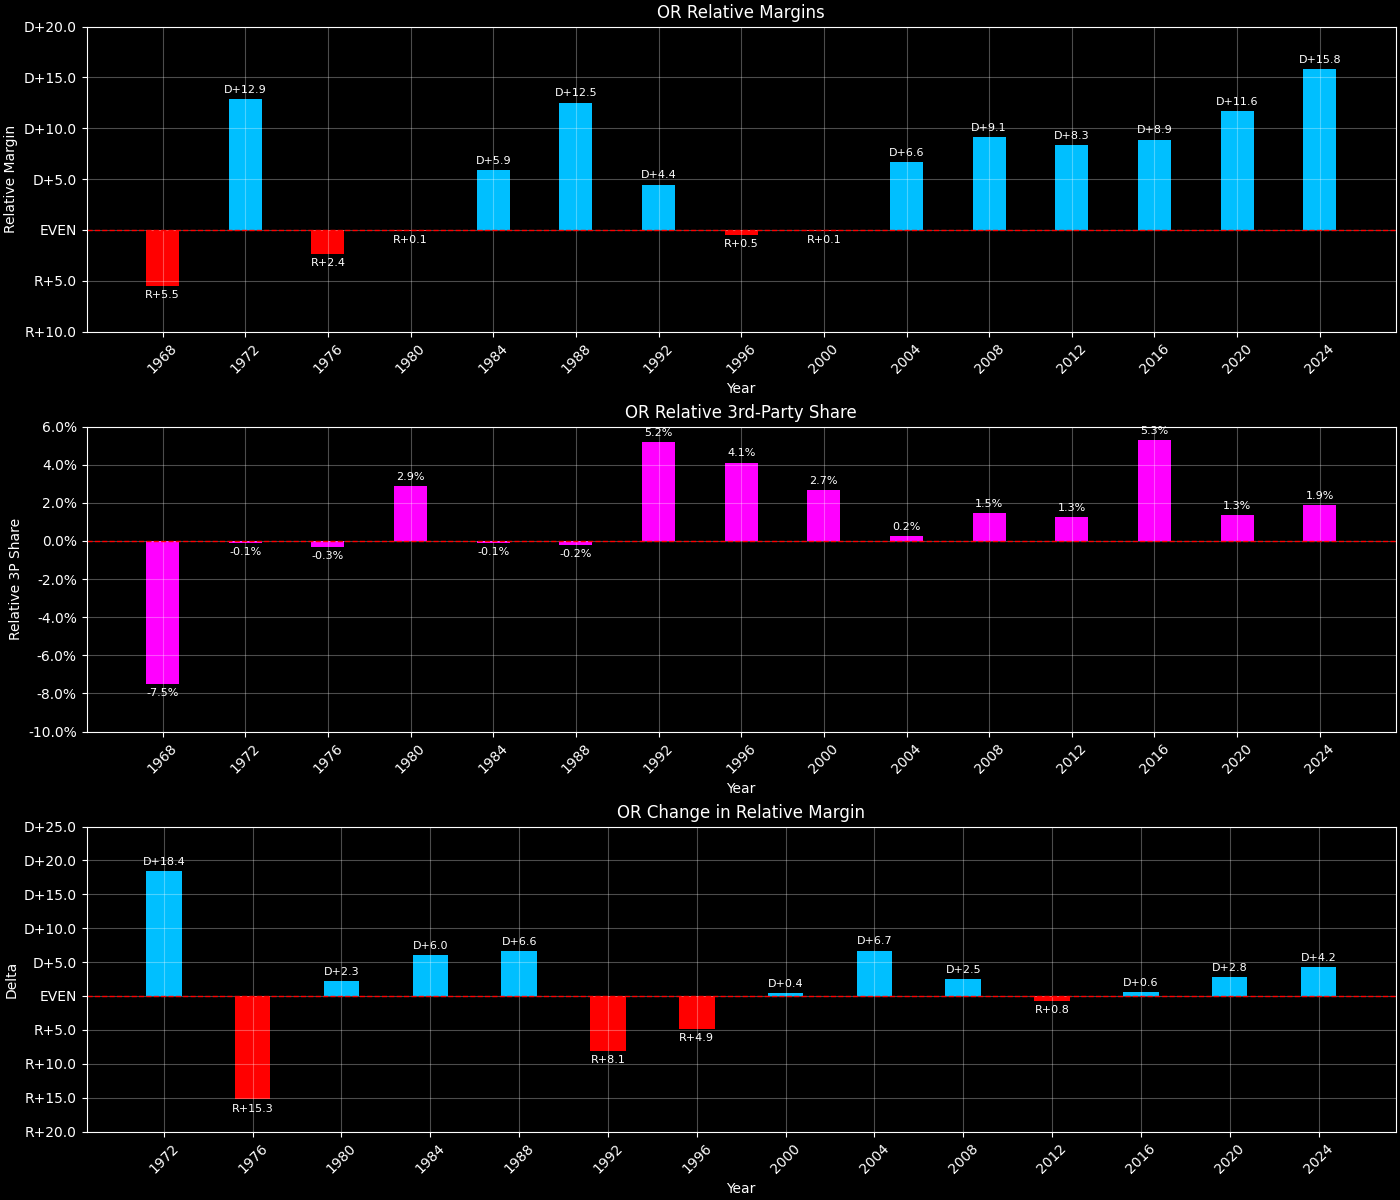 OR Relative Margins
D+20.0
D+15.0
D+10.0
D+5.0
EVEN
R+5.0
R+10.0
Relative Margin
R+5.5
D+12.9
R+2.4
R+0.1
D+5.9
D+12.5
D+4.4
R+0.5
R+0.1
D+6.6
D+9.1
D+8.3
D+8.9
D+11.6
D+15.8
1968 1972 1976 1980 1984 1988 1992 1996 2000 2004 2008 2012 2016 2020 2024
Year
OR Relative 3rd-Party Share
6.0%
4.0%
2.0%
0.0%
-2.0%
-4.0%
-6.0%
-8.0%
-10.0%
Relative 3P Share
-7.5%
-0.1%
-0.3%
2.9%
-0.1%
-0.2%
5.2%
4.1%
2.7%
0.2%
1.5%
1.3%
5.3%
1.3%
1.9%
1968 1972 1976 1980 1984 1988 1992 1996 2000 2004 2008 2012 2016 2020 2024
Year
OR Change in Relative Margin
D+25.0
D+20.0
D+15.0
D+10.0
D+5.0
EVEN
R+5.0
R+10.0
R+15.0
R+20.0
Delta
D+18.4
R+15.3
D+2.3
D+6.0
D+6.6
R+8.1
R+4.9
D+0.4
D+6.7
D+2.5
R+0.8
D+0.6
D+2.8
D+4.2
1972 1976 1980 1984 1988 1992 1996 2000 2004 2008 2012 2016 2020 2024
Year